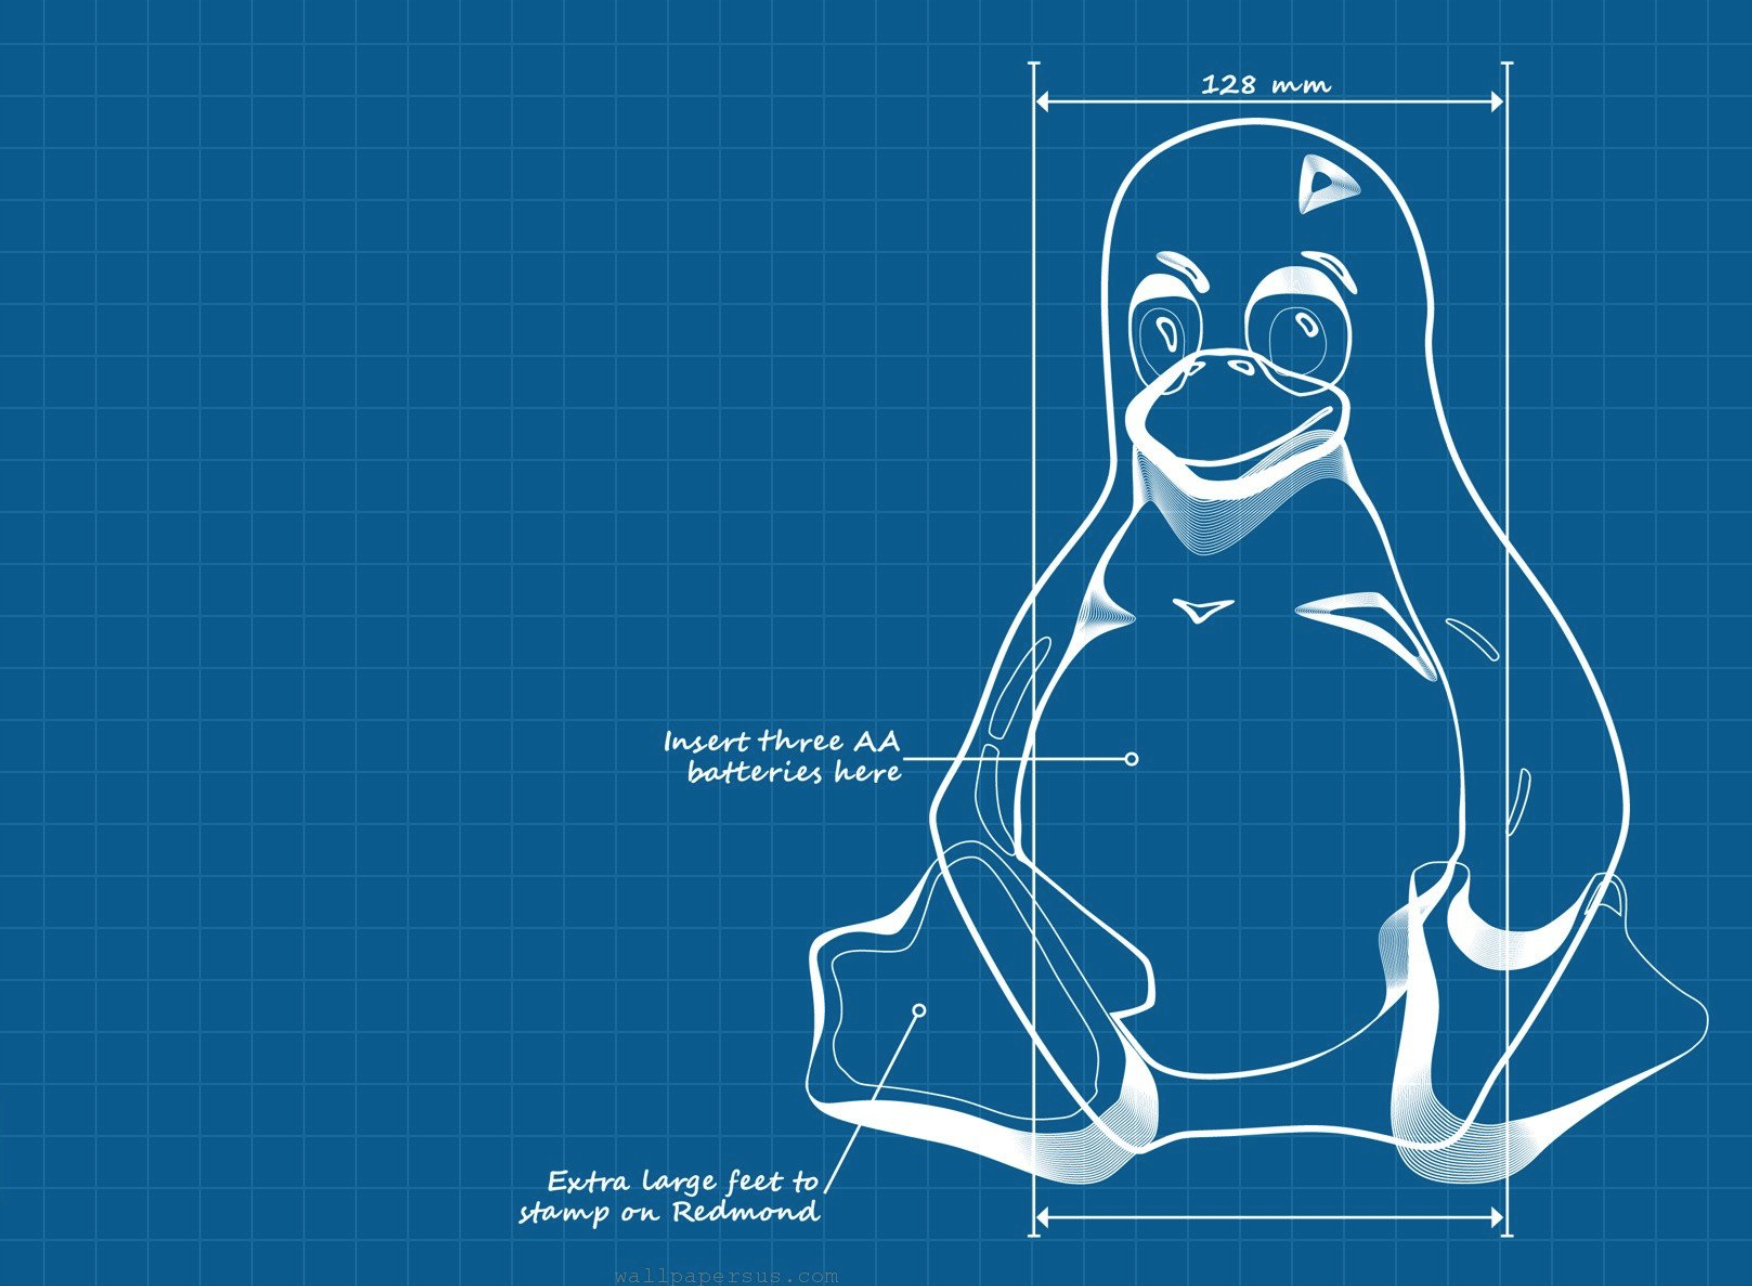 128 mm
Insert three AA
batteries here
Extra large feet to
stamp on Redmond
wallpapersus.com